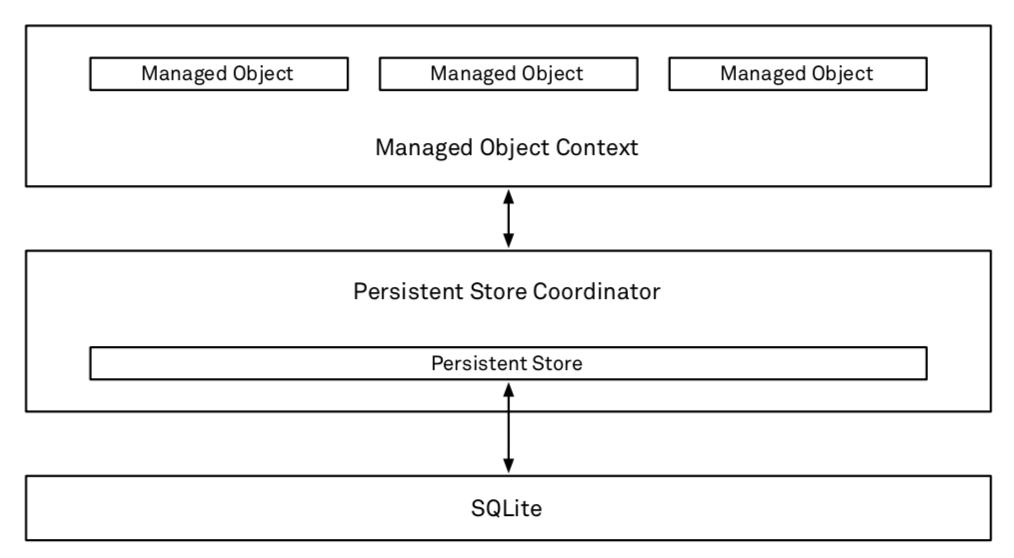 Managed Object
Managed Object
Managed Object
Managed Object Context
Persistent Store Coordinator
Persistent Store
SQLite